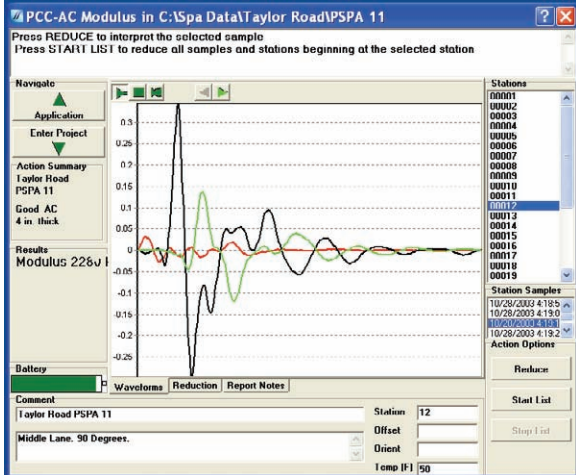 PCC-AC Modulus in C:\Spa Data\Taylor Road\PSPA 11
Press REDUCE to interpret the selected sample
Press START LIST to reduce all samples and stations beginning at the selected station
Navigate
Application
Enter Project
Action Summary
Taylor Road
PSPA 11
Good AC
4 in. thick
Results
Modulus
Battery
0.3
0.25
0.2
0.15
0.1
0.05
0
-0.05
-0.1
-0.15
-0.2
-0.25
Waveforms
Reduction
Report Notes
Stations
00001
00002
00003
00004
00005
00006
00007
00008
00009
00010
00011
00012
00013
00014
00015
00016
00017
00018
00019
Station Samples
10/28/2003 4:18:5
10/28/2003 4:19:0
10/28/2003 4:19:1
10/28/2003 4:19:2
Action Options
Reduce
Start List
Stop List
Comment
Taylor Road PSPA 11
Middle Lane. 90 Degrees.
Station 12
Offset
Orient
Temp (F) 50